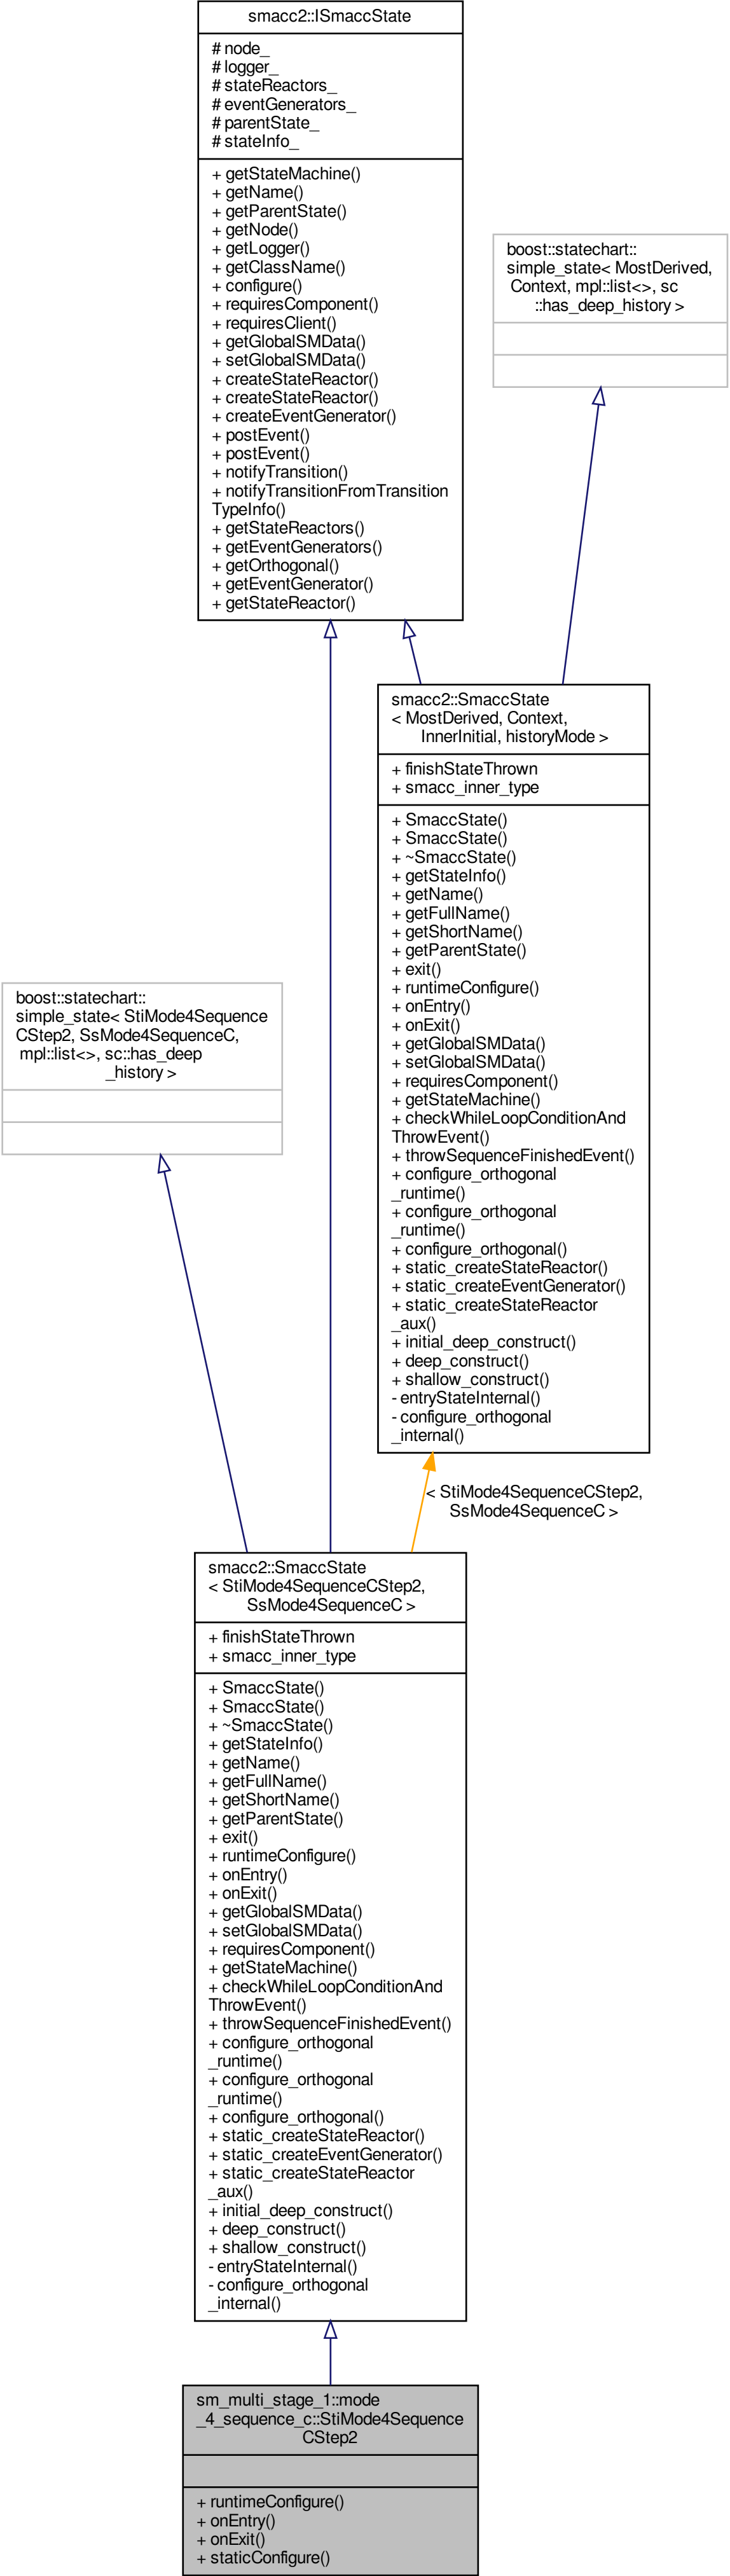 smacc2::ISmaccState
# node_
# logger_
# stateReactors_
# eventGenerators_
# parentState_
# stateInfo_
+ getStateMachine()
+ getName()
+ getParentState()
+ getNode()
+ getLogger()
+ getClassName()
+ configure()
+ requiresComponent()
+ requiresClient()
+ getGlobalSMData()
+ setGlobalSMData()
+ createStateReactor()
+ createStateReactor()
+ createEventGenerator()
+ postEvent()
+ postEvent()
+ notifyTransition()
+ notifyTransitionFromTransition
TypeInfo()
+ getStateReactors()
+ getEventGenerators()
+ getOrthogonal()
+ getEventGenerator()
+ getStateReactor()
boost::statechart::
simple_state< MostDerived,
Context, mpl::list<>, sc
::has_deep_history >
smacc2::SmaccState
< MostDerived, Context,
InnerInitial, historyMode >
+ finishStateThrown
+ smacc_inner_type
+ SmaccState()
+ SmaccState()
+ ~SmaccState()
+ getStateInfo()
+ getName()
+ getFullName()
+ getShortName()
+ getParentState()
+ exit()
+ runtimeConfigure()
+ onEntry()
+ onExit()
+ getGlobalSMData()
+ setGlobalSMData()
+ requiresComponent()
+ getStateMachine()
+ checkWhileLoopConditionAnd
ThrowEvent()
+ throwSequenceFinishedEvent()
+ configure_orthogonal
_runtime()
+ configure_orthogonal
_runtime()
+ configure_orthogonal()
+ static_createStateReactor()
+ static_createEventGenerator()
+ static_createStateReactor
_aux()
+ initial_deep_construct()
+ deep_construct()
+ shallow_construct()
- entryStateInternal()
- configure_orthogonal
_internal()
boost::statechart::
simple_state< StiMode4Sequence
CStep2, SsMode4SequenceC,
mpl::list<>, sc::has_deep
_history >
< StiMode4SequenceCStep2,
SsMode4SequenceC >
smacc2::SmaccState
< StiMode4SequenceCStep2,
SsMode4SequenceC >
+ finishStateThrown
+ smacc_inner_type
+ SmaccState()
+ SmaccState()
+ ~SmaccState()
+ getStateInfo()
+ getName()
+ getFullName()
+ getShortName()
+ getParentState()
+ exit()
+ runtimeConfigure()
+ onEntry()
+ onExit()
+ getGlobalSMData()
+ setGlobalSMData()
+ requiresComponent()
+ getStateMachine()
+ checkWhileLoopConditionAnd
ThrowEvent()
+ throwSequenceFinishedEvent()
+ configure_orthogonal
_runtime()
+ configure_orthogonal
_runtime()
+ configure_orthogonal()
+ static_createStateReactor()
+ static_createEventGenerator()
+ static_createStateReactor
_aux()
+ initial_deep_construct()
+ deep_construct()
+ shallow_construct()
- entryStateInternal()
- configure_orthogonal
_internal()
sm_multi_stage_1::mode
_4_sequence_c::StiMode4Sequence
CStep2
+ runtimeConfigure()
+ onEntry()
+ onExit()
+ staticConfigure()